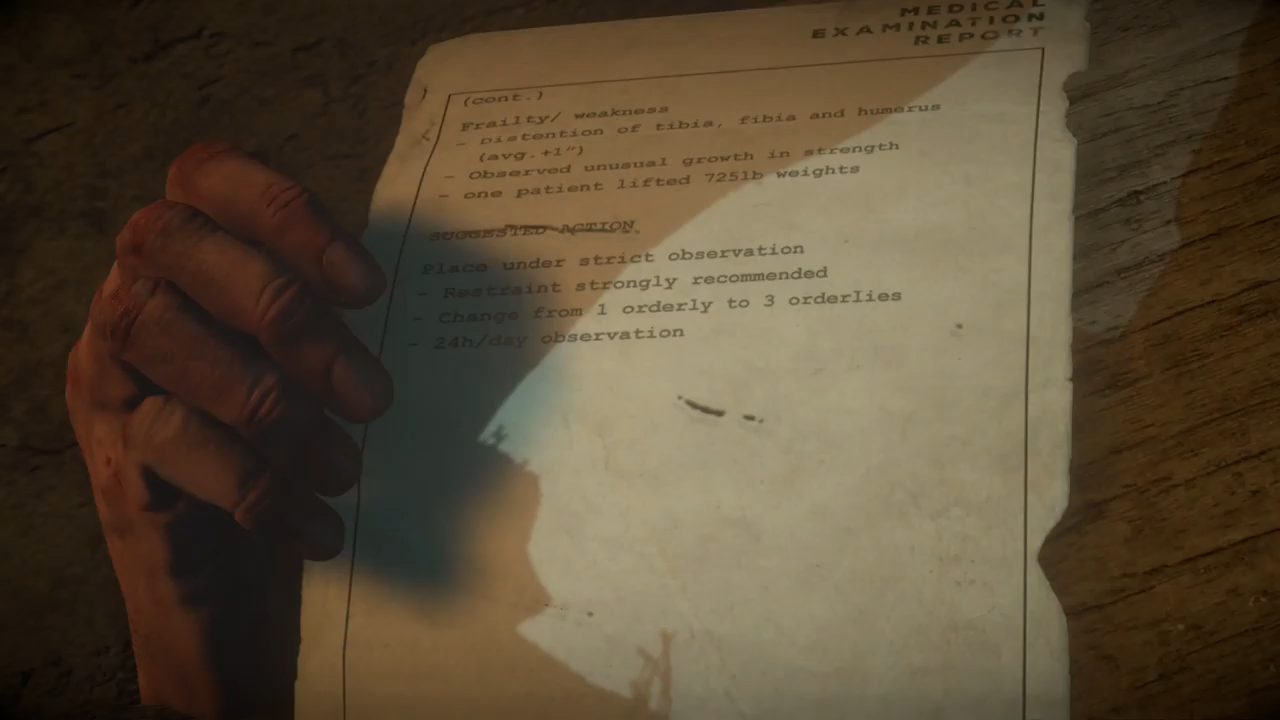 MEDICAL
EXAMINATION
REPORT
(cont.)
Frailty/ weakness
- Distention of tibia, fibia and humerus
(avg.+1")
- Observed unusual growth in strength
- one patient lifted 725lb weights
SUGGESTED ACTION
Place under strict observation
- Restraint strongly recommended
- Change from 1 orderly to 3 orderlies
- 24h/day observation